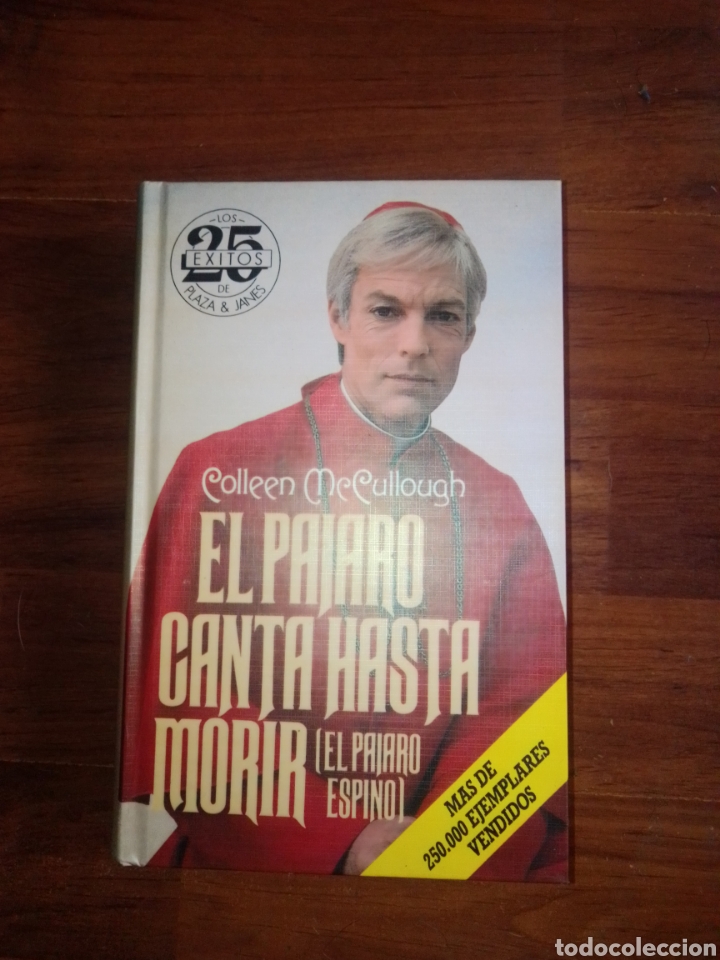 -LOS-
25
EXITOS
DE
PLAZA & JANES
Colleen McCullough
EL PAJARO
CANTA HASTA
MORIR (EL PAJARO
ESPINO)
MAS DE
250.000 EJEMPLARES
VENDIDOS
todocoleccion